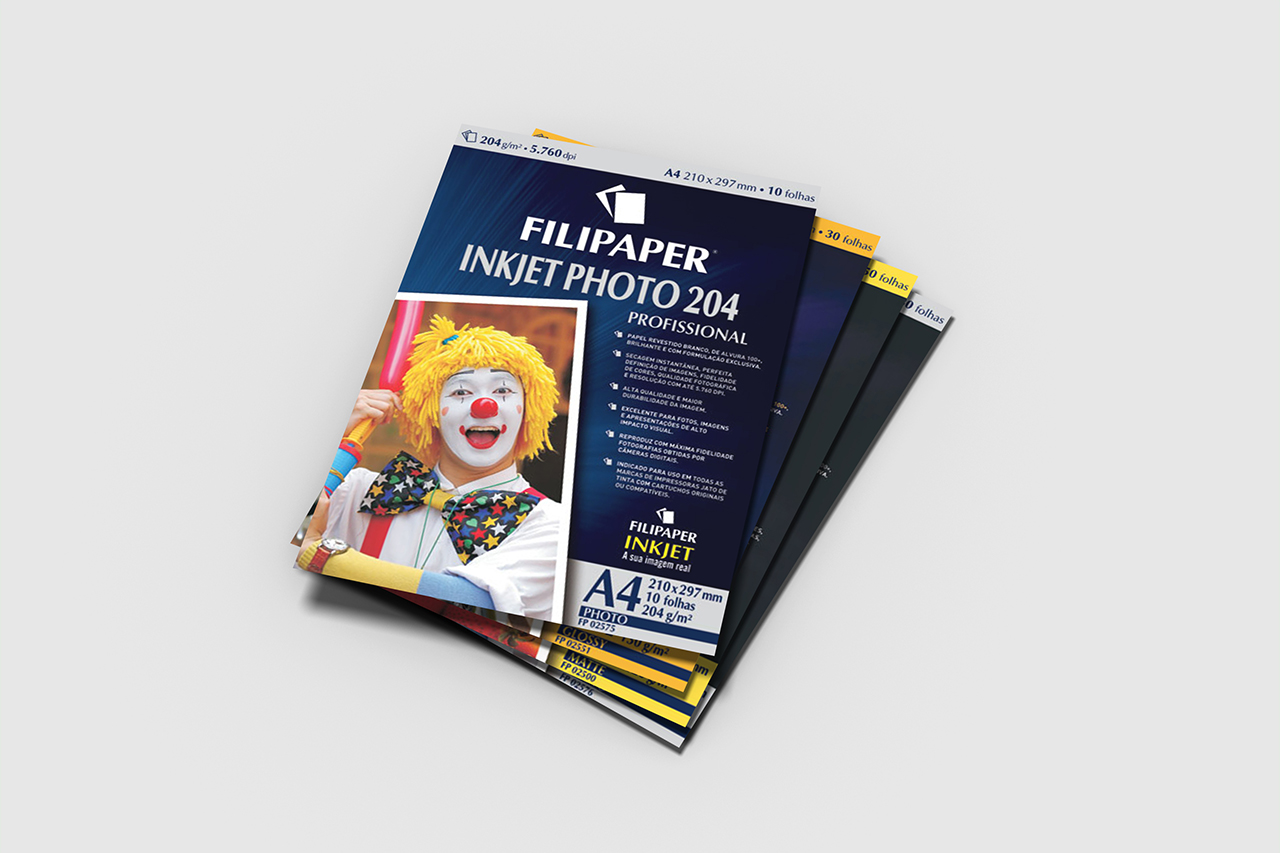 204 g/m² • 5.760 dpi
A4 210 x 297 mm • 10 folhas
FILIPAPER®
INKJET PHOTO 204
PROFISSIONAL
PAPEL REVESTIDO BRANCO, DE ALVURA 100+,
BRILHANTE E COM FORMULAÇÃO EXCLUSIVA.
SECAGEM INSTANTÂNEA, PERFEITA
DEFINIÇÃO DE IMAGENS, FIDELIDADE
DE CORES, QUALIDADE FOTOGRÁFICA
E RESOLUÇÃO COM ATÉ 5.760 DPI.
ALTA QUALIDADE E MAIOR
DURABILIDADE DA IMAGEM.
EXCELENTE PARA FOTOS, IMAGENS
E APRESENTAÇÕES DE ALTO
IMPACTO VISUAL.
REPRODUZ COM MÁXIMA FIDELIDADE
FOTOGRAFIAS OBTIDAS POR
CÂMERAS DIGITAIS.
INDICADO PARA USO EM TODAS AS
MARCAS DE IMPRESSORAS JATO DE
TINTA COM CARTUCHOS ORIGINAIS
OU COMPATÍVEIS.
FILIPAPER
INKJET
A sua imagem real
A4 210 x 297 mm
10 folhas
204 g/m²
PHOTO
FP 02575
• 30 folhas
50 folhas
0 folhas
100+,
GLOSSY
150 g/m²
FP 02551
MATTE
FP 02500
FP 02576